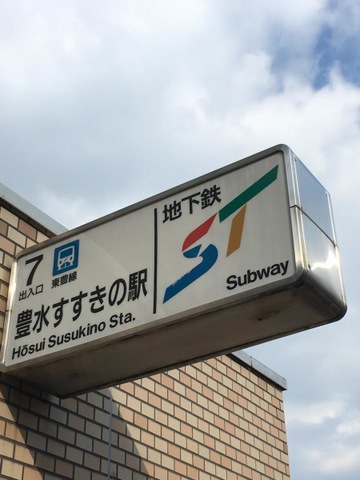 7
出入口
東豊線
豊水すすきの駅
Hōsui Susukino Sta.
地下鉄
ST
Subway